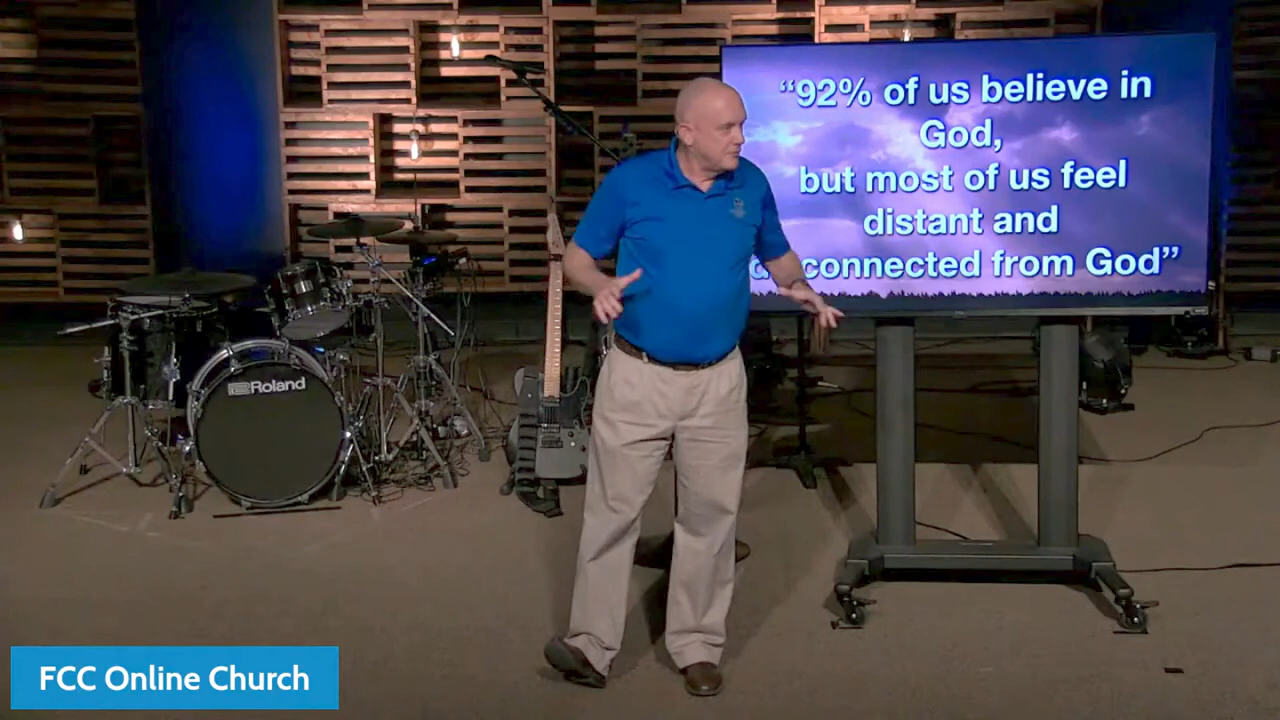 “92% of us believe in
God,
but most of us feel
distant and
connected from God”
Roland
FCC Online Church